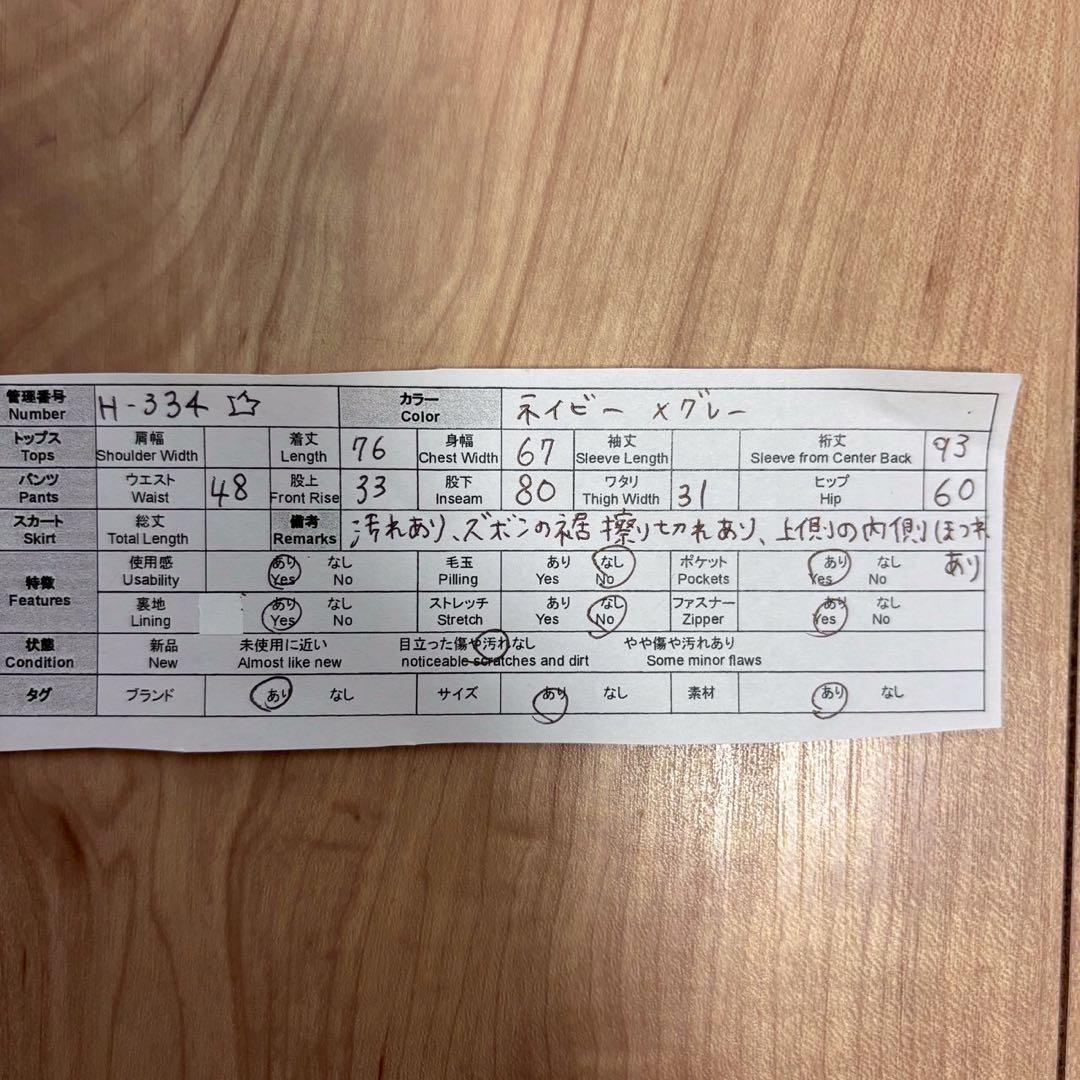 管理番号 H-334 カラー ネイビー ×グレー
Number Color
トップス 肩幅 着丈 76 身幅 67 袖丈 裄丈 93
Tops Shoulder Width Length Chest Width Sleeve Length Sleeve from Center Back
パンツ ウエスト 48 股上 33 股下 80 ワタリ 31 ヒップ 60
Pants Waist Front Rise Inseam Thigh Width Hip
スカート 総丈 備考 汚れあり、ズボンの裾擦り切れあり、上側の内側ほつれ
Skirt Total Length Remarks
あり
特徴 使用感 あり なし 毛玉 あり なし ポケット あり なし
Features Usability Yes No Pilling Yes No Pockets Yes No
裏地 あり なし ストレッチ あり なし ファスナー あり なし
Lining Yes No Stretch Yes No Zipper Yes No
状態 新品 未使用に近い 目立った傷や汚れなし やや傷や汚れあり
Condition New Almost like new noticeable scratches and dirt Some minor flaws
タグ ブランド あり なし サイズ あり なし 素材 あり なし